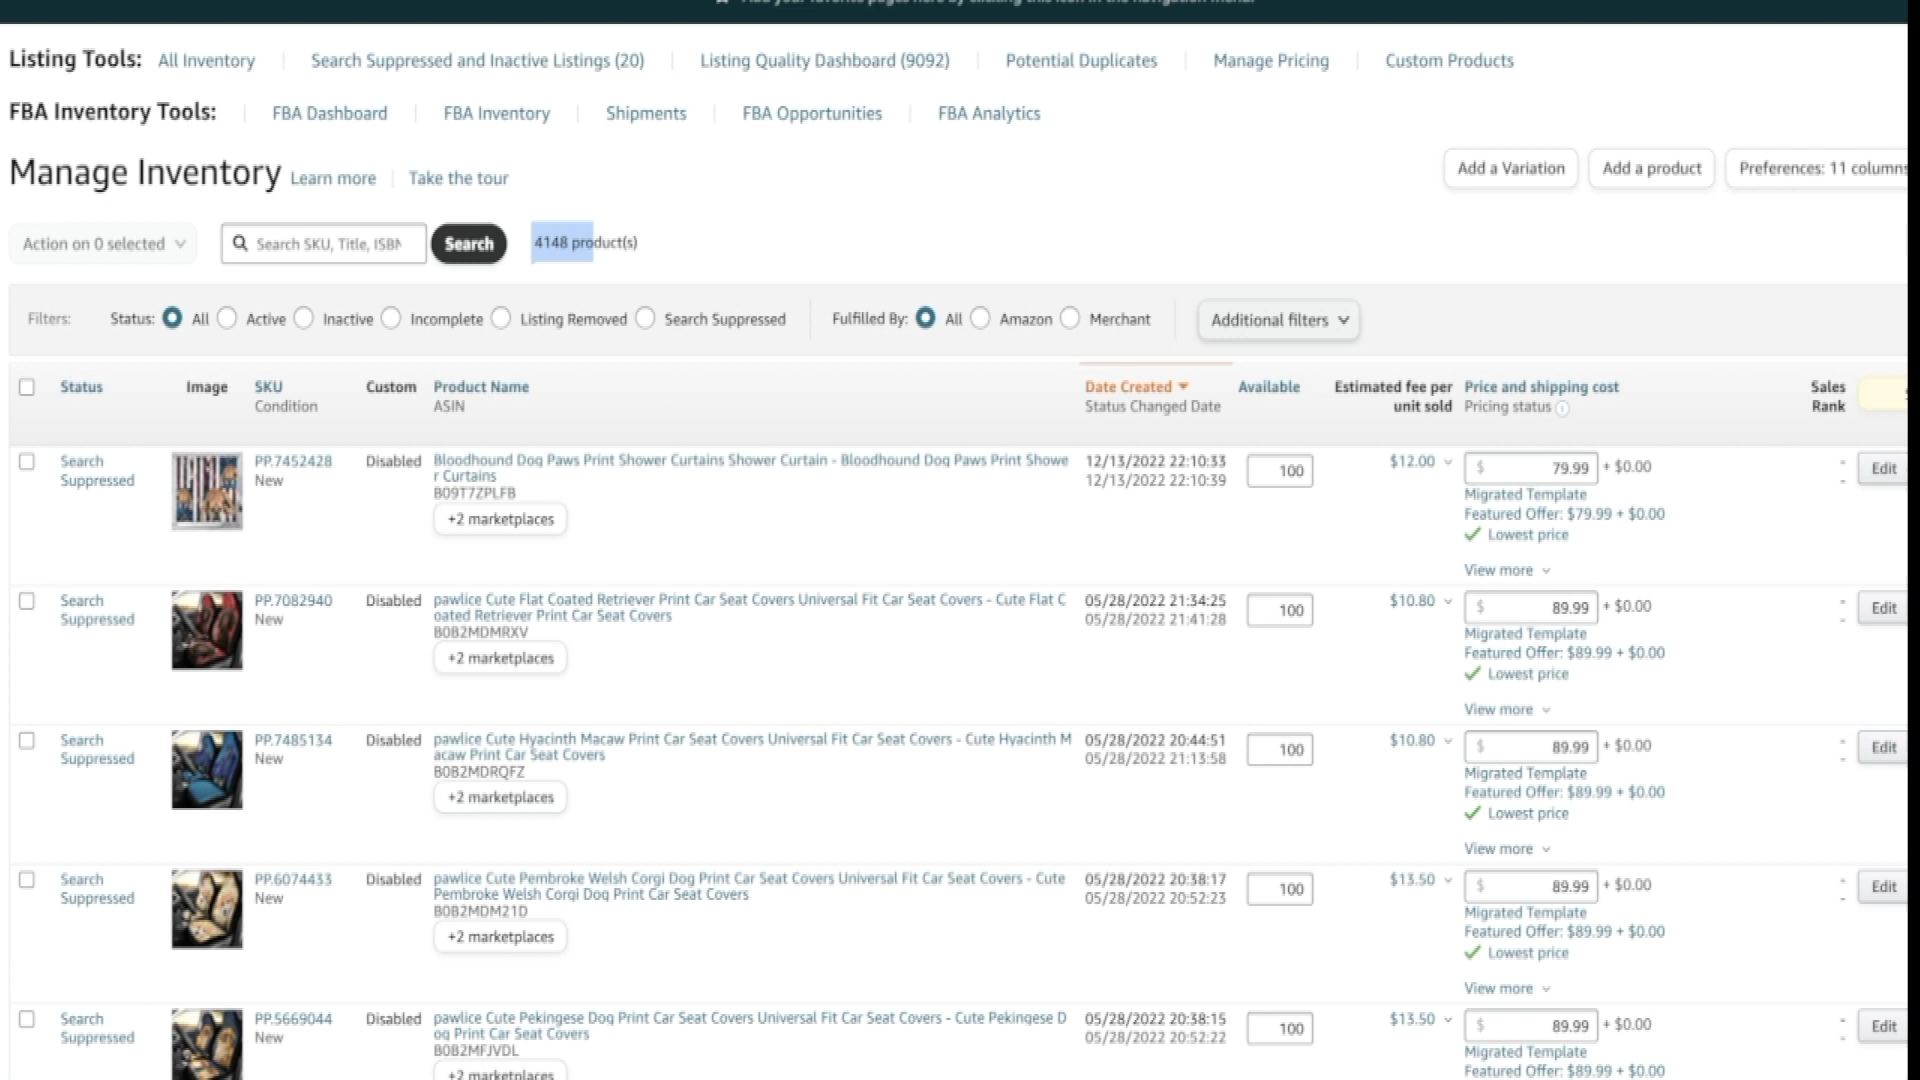 Add your favorite pages here by clicking this icon in the navigation menu.
Listing Tools: All Inventory Search Suppressed and Inactive Listings (20) Listing Quality Dashboard (9092) Potential Duplicates Manage Pricing Custom Products
FBA Inventory Tools: FBA Dashboard FBA Inventory Shipments FBA Opportunities FBA Analytics
Manage Inventory Learn more Take the tour Add a Variation Add a product Preferences: 11 columns
Action on 0 selected Search SKU, Title, ISBN Search 4148 product(s)
Filters: Status: All Active Inactive Incomplete Listing Removed Search Suppressed Fulfilled By: All Amazon Merchant Additional filters
Status Image SKU Custom Product Name Date Created Available Estimated fee per Price and shipping cost Sales
Condition ASIN Status Changed Date unit sold Pricing status Rank
Search PP.7452428 Disabled Bloodhound Dog Paws Print Shower Curtains Shower Curtain - Bloodhound Dog Paws Print Showe 12/13/2022 22:10:33 100 $12.00 $ 79.99 + $0.00 - Edit
Suppressed New r Curtains 12/13/2022 22:10:39 -
B09T7ZPLFB Migrated Template
+2 marketplaces Featured Offer: $79.99 + $0.00
Lowest price
View more
Search PP.7082940 Disabled pawlice Cute Flat Coated Retriever Print Car Seat Covers Universal Fit Car Seat Covers - Cute Flat C 05/28/2022 21:34:25 100 $10.80 $ 89.99 + $0.00 - Edit
Suppressed New oated Retriever Print Car Seat Covers 05/28/2022 21:41:28 -
B0B2MDMRXV Migrated Template
+2 marketplaces Featured Offer: $89.99 + $0.00
Lowest price
View more
Search PP.7485134 Disabled pawlice Cute Hyacinth Macaw Print Car Seat Covers Universal Fit Car Seat Covers - Cute Hyacinth M 05/28/2022 20:44:51 100 $10.80 $ 89.99 + $0.00 - Edit
Suppressed New acaw Print Car Seat Covers 05/28/2022 21:13:58 -
B0B2MDRQFZ Migrated Template
+2 marketplaces Featured Offer: $89.99 + $0.00
Lowest price
View more
Search PP.6074433 Disabled pawlice Cute Pembroke Welsh Corgi Dog Print Car Seat Covers Universal Fit Car Seat Covers - Cute 05/28/2022 20:38:17 100 $13.50 $ 89.99 + $0.00 - Edit
Suppressed New Pembroke Welsh Corgi Dog Print Car Seat Covers 05/28/2022 20:52:23 -
B0B2MDM21D Migrated Template
+2 marketplaces Featured Offer: $89.99 + $0.00
Lowest price
View more
Search PP.5669044 Disabled pawlice Cute Pekingese Dog Print Car Seat Covers Universal Fit Car Seat Covers - Cute Pekingese D 05/28/2022 20:38:15 100 $13.50 $ 89.99 + $0.00 - Edit
Suppressed New og Print Car Seat Covers 05/28/2022 20:52:22 -
B0B2MFJVDL Migrated Template
+2 marketplaces Featured Offer: $89.99 + $0.00